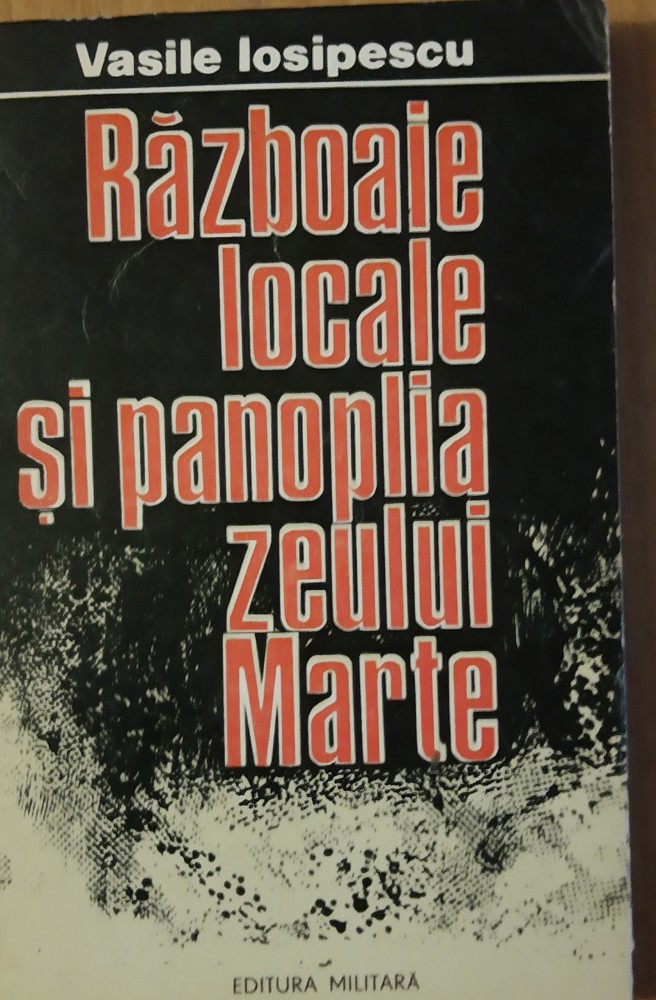 Vasile Iosipescu
Războaie
locale
și panoplia
zeului
Marte
EDITURA MILITARĂ